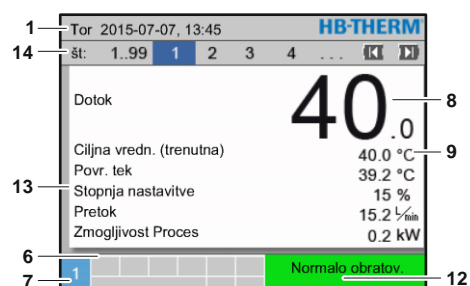 1 Tor 2015-07-07, 13:45 HB-THERM
14 št: 1..99 1 2 3 4 ...
Dotok 40.0 8
Ciljna vredn. (trenutna) 40.0 °C 9
Povr. tek 39.2 °C
13 Stopnja nastavitve 15 %
Pretok 15.2 L/min
Zmogljivost Proces 0.2 kW
6
7 1 Normalo obratov. 12